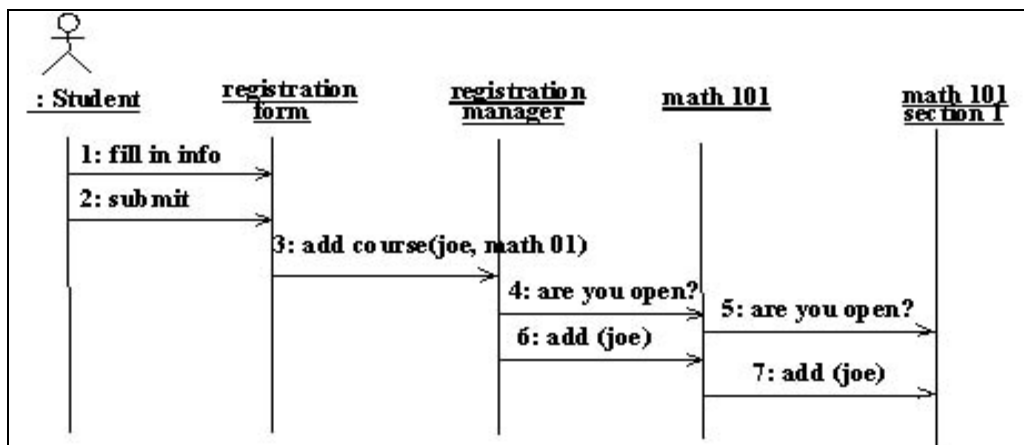 : Student
registration
form
registration
manager
math 101
math 101
section 1
1: fill in info
2: submit
3: add course(joe, math 01)
4: are you open?
5: are you open?
6: add (joe)
7: add (joe)